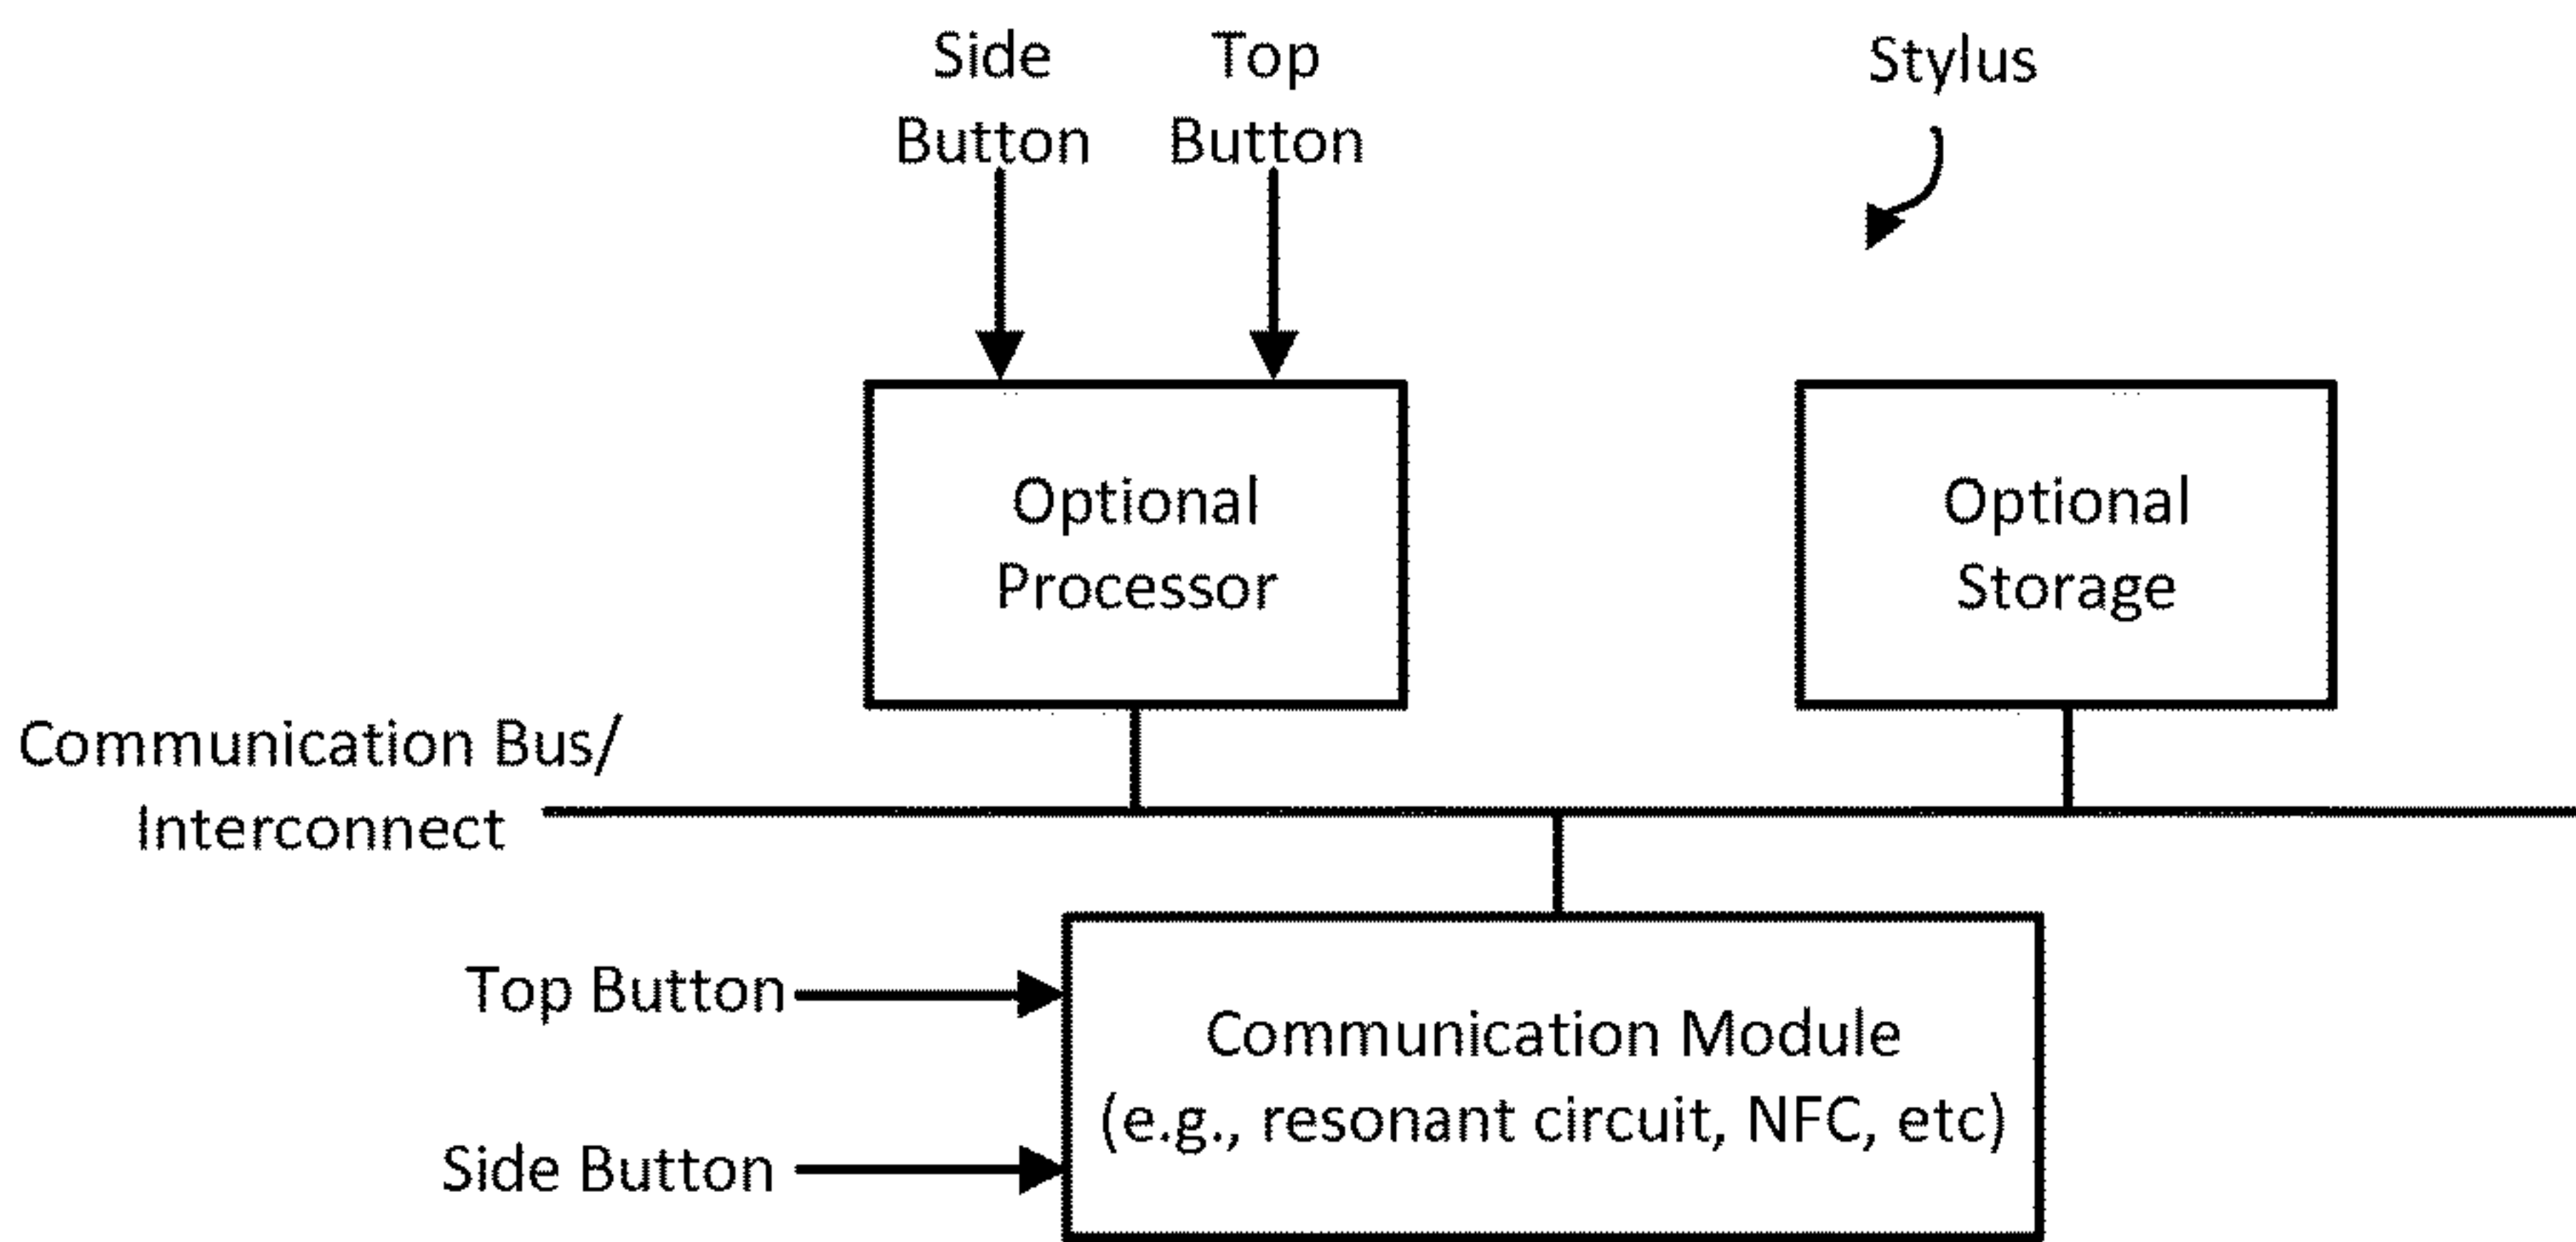 Side
Button
Top
Button
Stylus
Optional
Processor
Optional
Storage
Communication Bus/
Interconnect
Top Button
Side Button
Communication Module
(e.g., resonant circuit, NFC, etc)